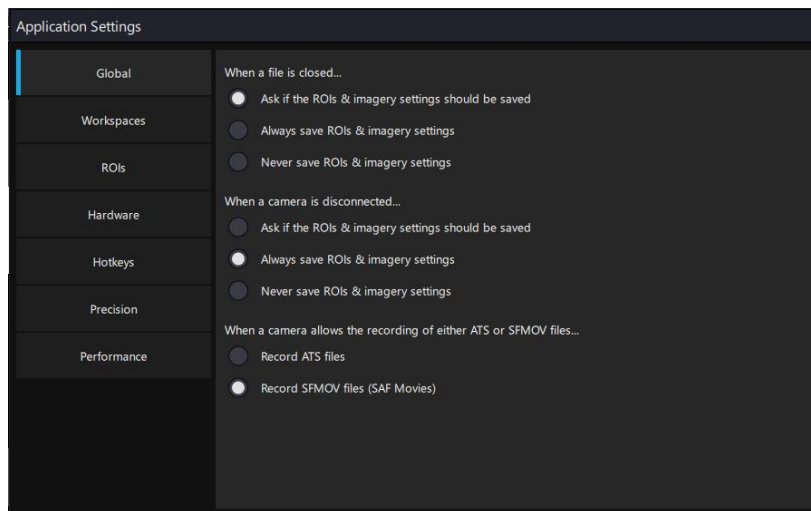 Application Settings
Global
Workspaces
ROIs
Hardware
Hotkeys
Precision
Performance
When a file is closed...
Ask if the ROIs & imagery settings should be saved
Always save ROIs & imagery settings
Never save ROIs & imagery settings
When a camera is disconnected...
Ask if the ROIs & imagery settings should be saved
Always save ROIs & imagery settings
Never save ROIs & imagery settings
When a camera allows the recording of either ATS or SFMOV files...
Record ATS files
Record SFMOV files (SAF Movies)